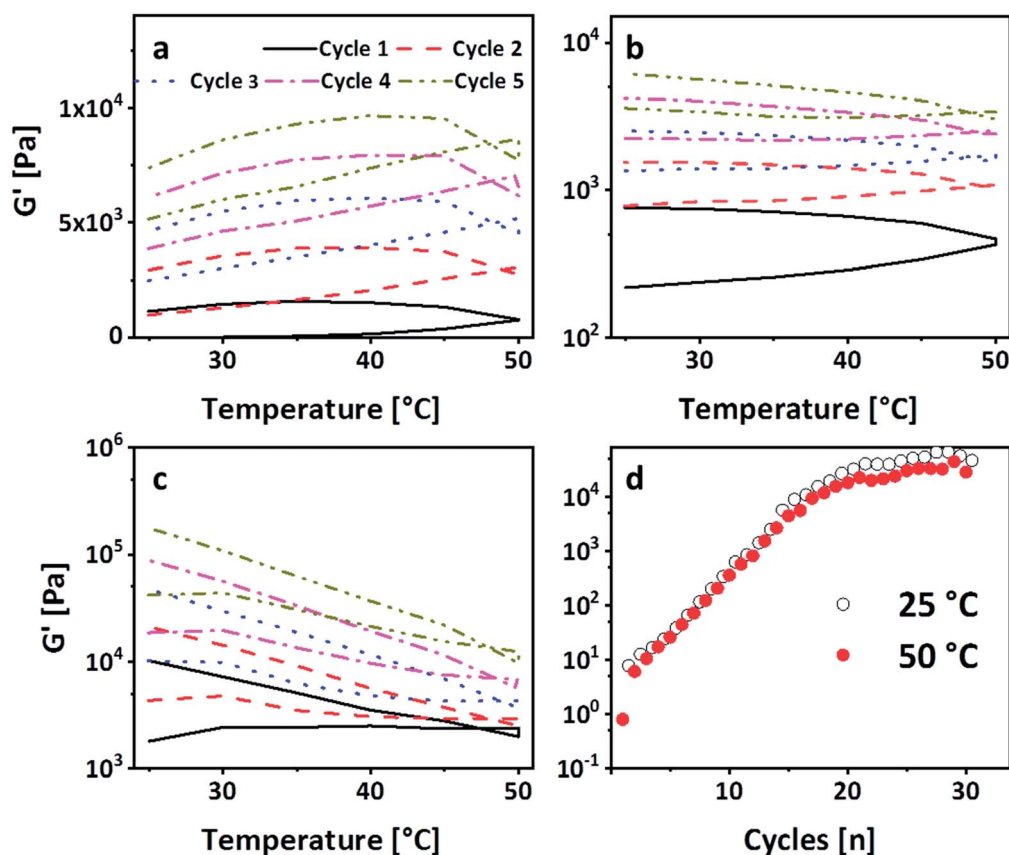 a
Cycle 1 Cycle 2
Cycle 3 Cycle 4 Cycle 5
1x10⁴
5x10³
0
G' [Pa]
30 40 50
Temperature [°C]
b
10⁴
10³
10²
30 40 50
Temperature [°C]
c
10⁶
10⁵
10⁴
10³
G' [Pa]
30 40 50
Temperature [°C]
d
10⁴
10³
10²
10¹
10⁰
10⁻¹
25 °C
50 °C
10 20 30
Cycles [n]